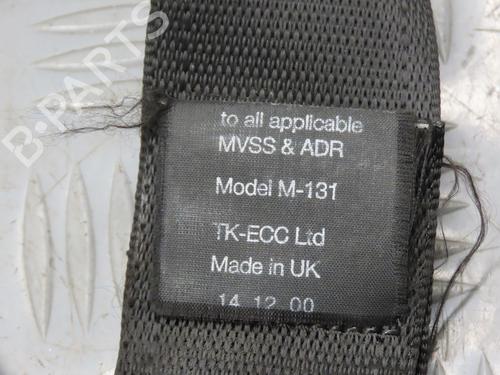 to all applicable
MVSS & ADR
Model M-131
TK-ECC Ltd
Made in UK
14 12 00
B-PARTS